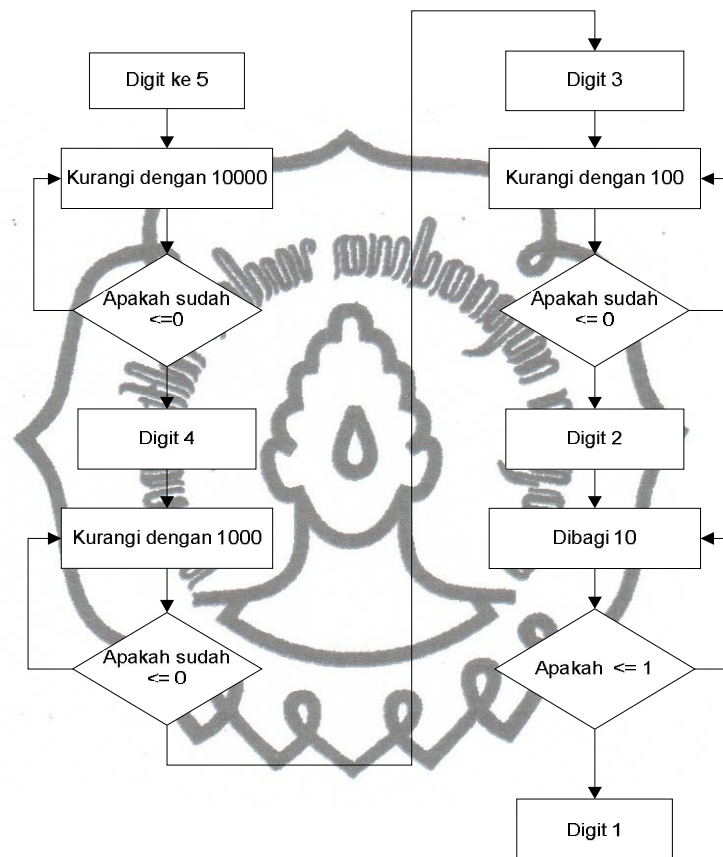 Digit ke 5
Kurangi dengan 10000
Apakah sudah
<=0
Digit 4
Kurangi dengan 1000
Apakah sudah
<= 0
Digit 3
Kurangi dengan 100
Apakah sudah
<= 0
Digit 2
Dibagi 10
Apakah <= 1
Digit 1